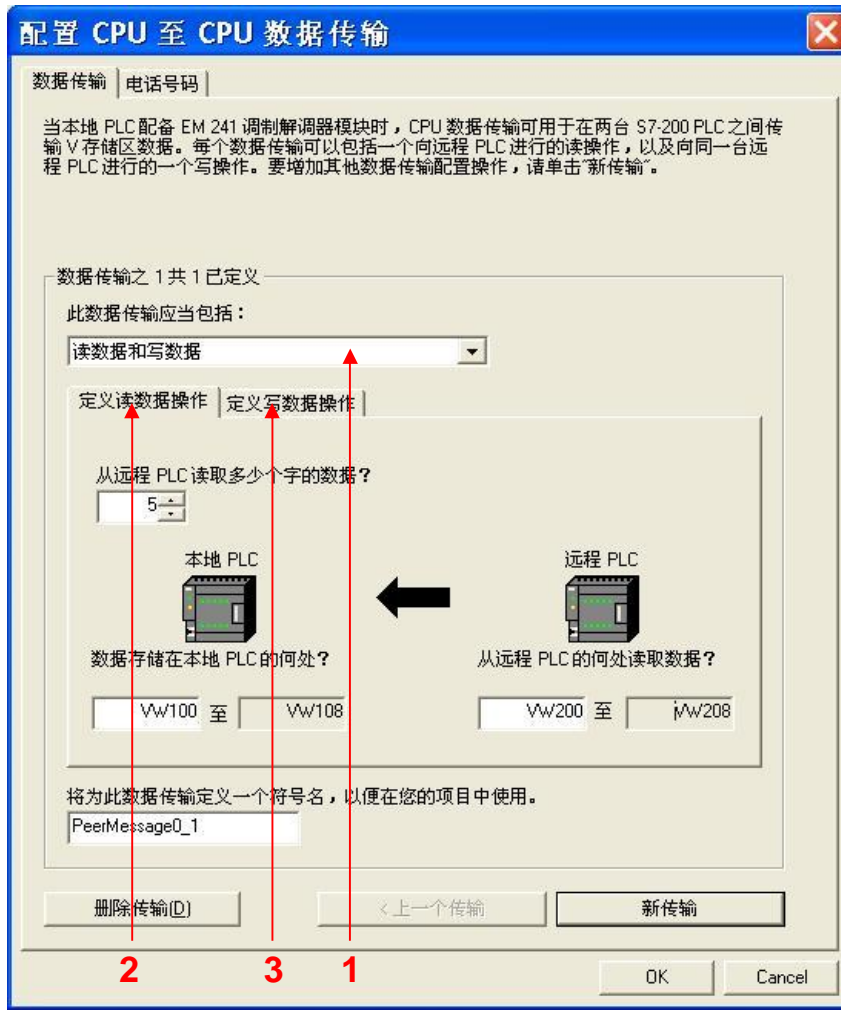 配置 CPU 至 CPU 数据传输
数据传输 电话号码
当本地 PLC 配备 EM 241 调制解调器模块时，CPU 数据传输可用于在两台 S7-200 PLC 之间传
输 V 存储区数据。每个数据传输可以包括一个向远程 PLC 进行的读操作，以及向同一台远
程 PLC 进行的一个写操作。要增加其他数据传输配置操作，请单击"新传输"。
数据传输之 1 共 1 已定义
此数据传输应当包括：
读数据和写数据
定义读数据操作 定义写数据操作
从远程 PLC 读取多少个字的数据？
5
本地 PLC 远程 PLC
数据存储在本地 PLC 的何处？ 从远程 PLC 的何处读取数据？
VW100 至 VW108 VW200 至 VW208
将为此数据传输定义一个符号名，以便在您的项目中使用。
PeerMessage0_1
删除传输(D) <上一个传输 新传输
2 3 1
OK Cancel